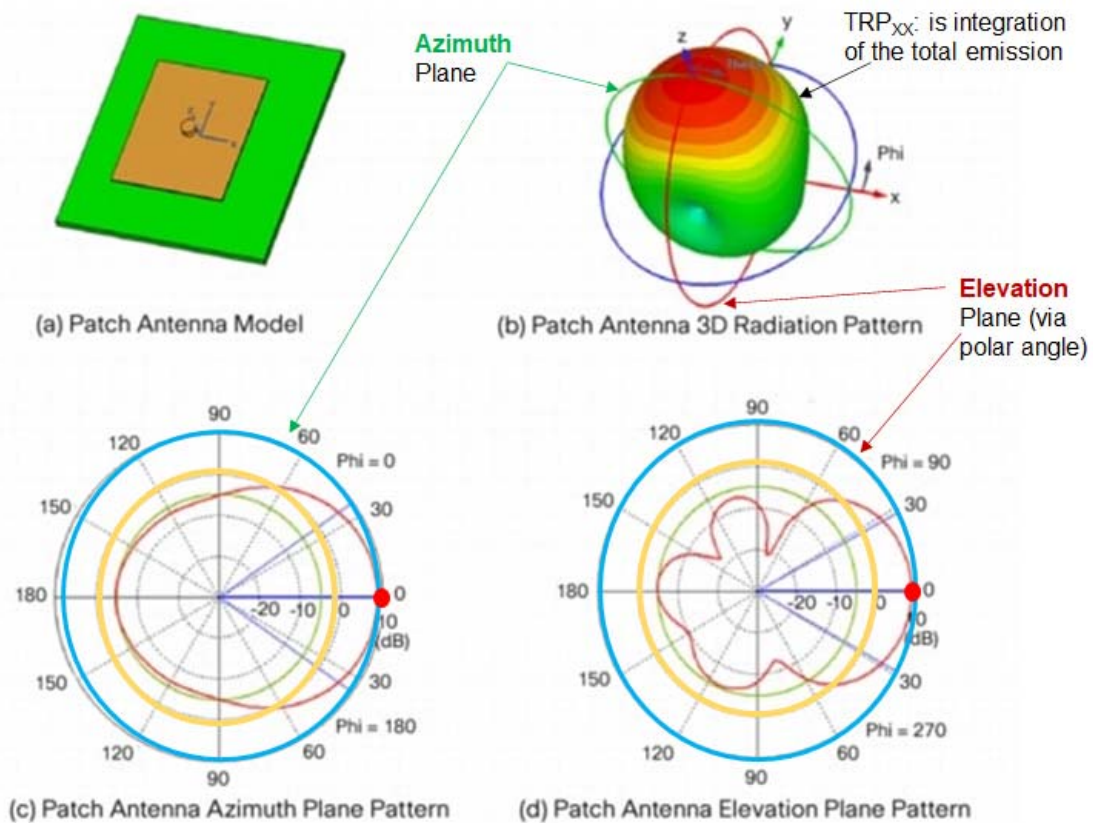 Azimuth
Plane
TRPXX: is integration
of the total emission
z
y
Phi
x
Elevation
Plane (via
polar angle)
(a) Patch Antenna Model
(b) Patch Antenna 3D Radiation Pattern
90
120
60
Phi = 0
150
30
180
-20
-10
0
0
10
(dB)
150
30
Phi = 180
120
60
90
90
120
60
Phi = 90
150
30
180
-20
-10
0
0
(dB)
150
30
Phi = 270
120
60
90
(c) Patch Antenna Azimuth Plane Pattern
(d) Patch Antenna Elevation Plane Pattern